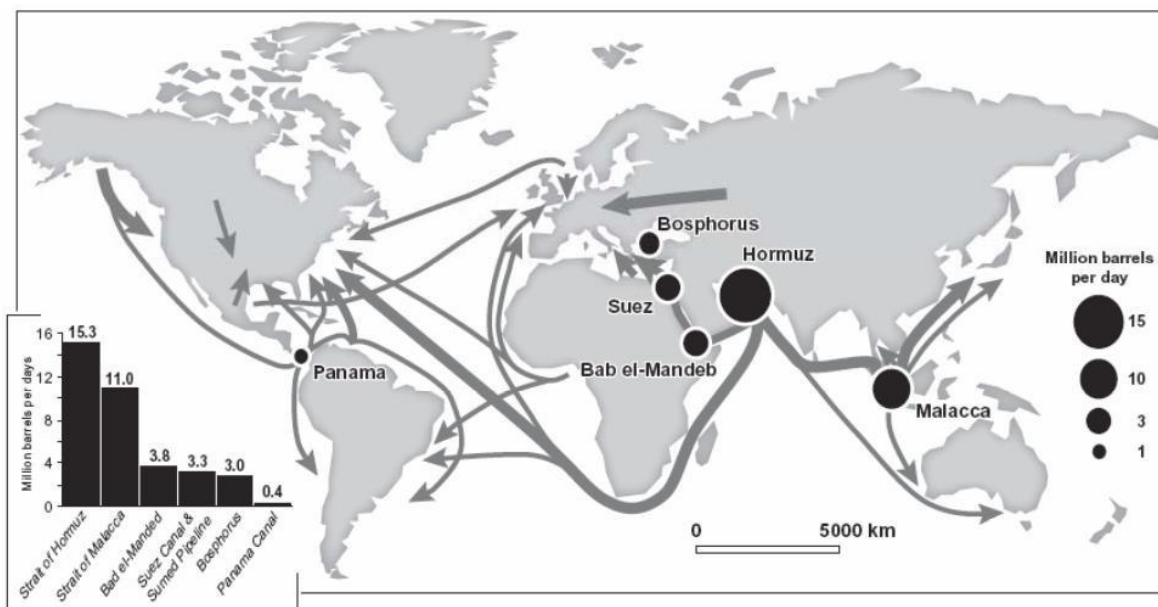 Bosphorus
Hormuz
Suez
Bab el-Mandeb
Malacca
Panama
Million barrels
per day
15
10
3
1
0 5000 km
Million barrels per days
16
12
8
4
0
15.3
11.0
3.8
3.3
3.0
0.4
Strait of Hormuz
Strait of Malacca
Bad el-Manded
Suez Canal &
Sumed Pipeline
Bosphorus
Panama Canal